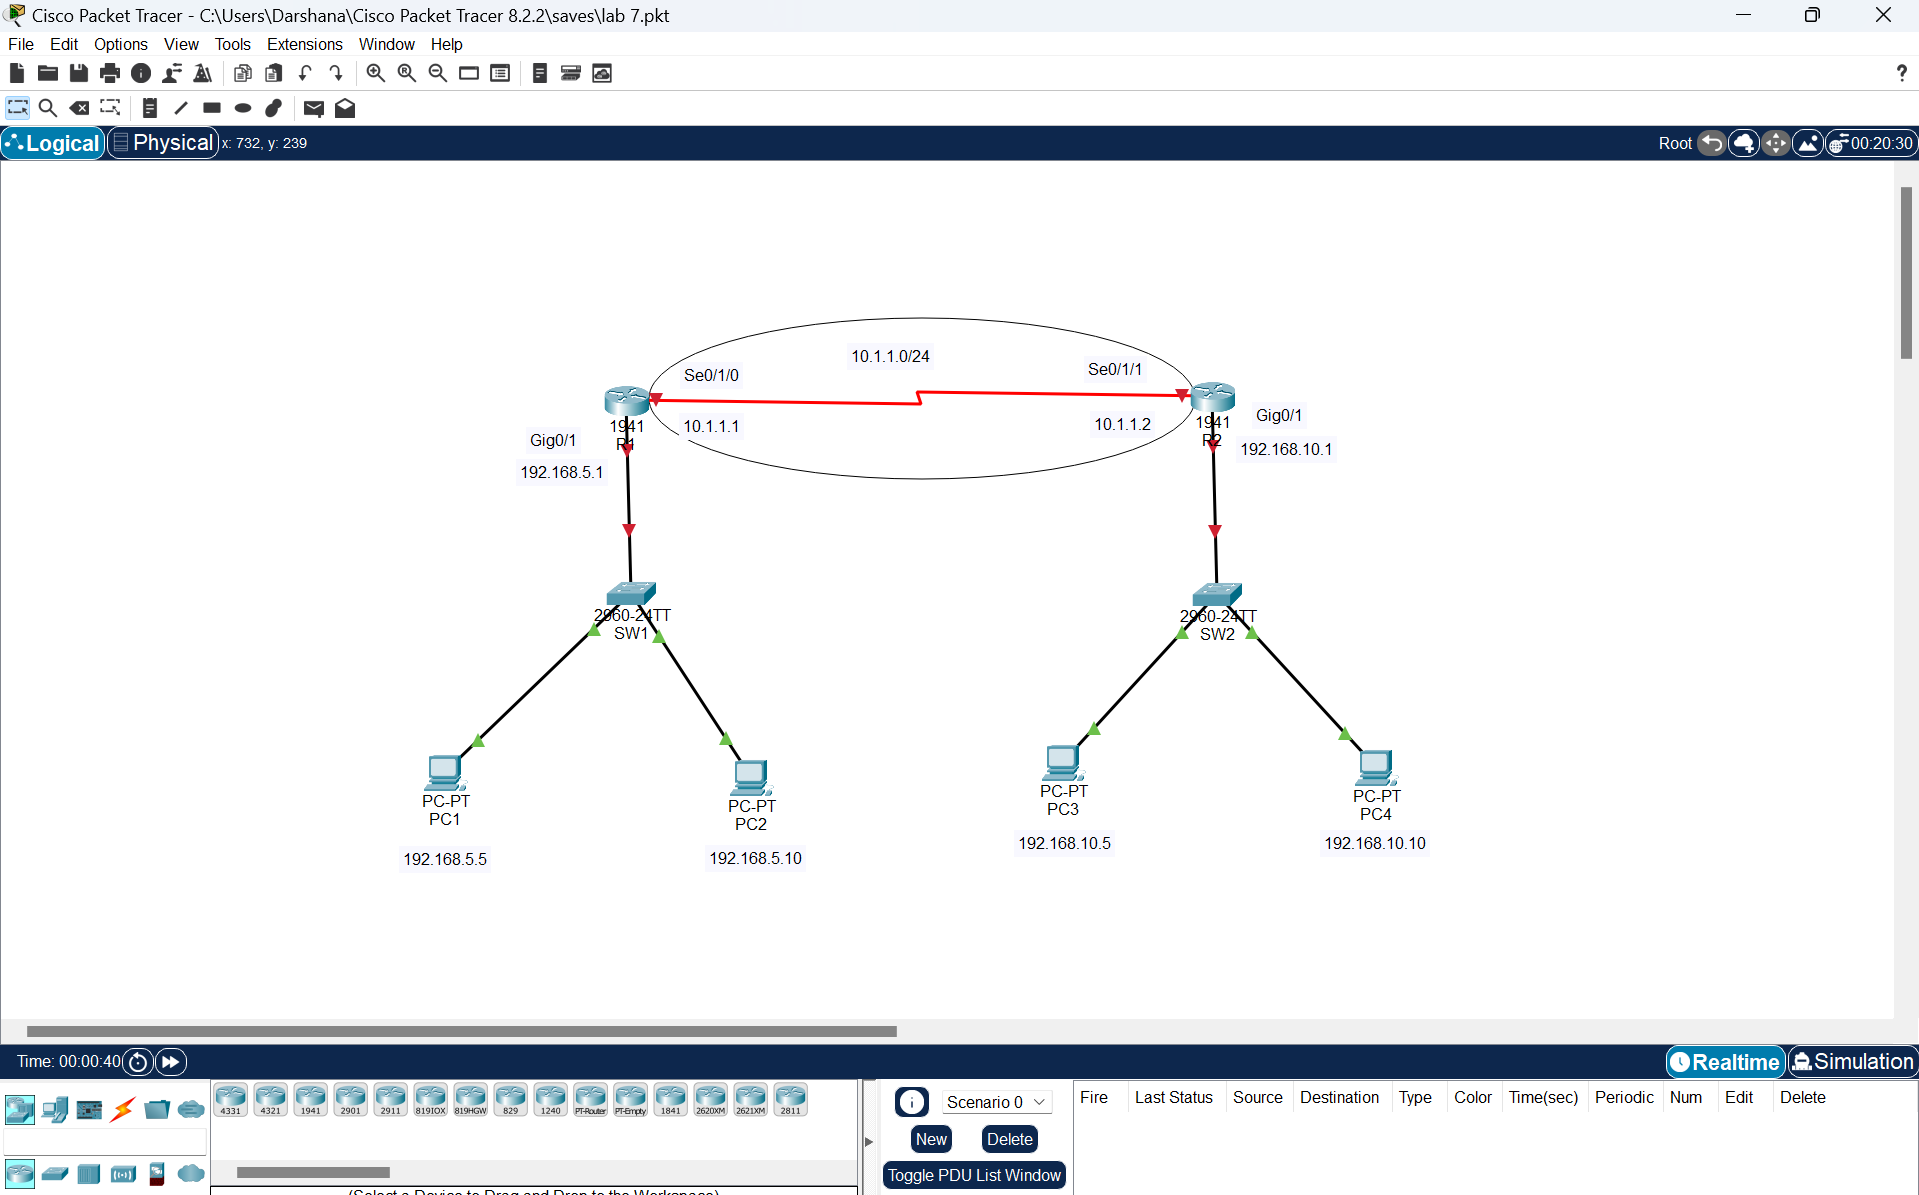 Cisco Packet Tracer - C:\Users\Darshana\Cisco Packet Tracer 8.2.2\saves\lab 7.pkt
File Edit Options View Tools Extensions Window Help
?
Logical Physical x: 732, y: 239 Root 00:20:30
10.1.1.0/24
Se0/1/0 Se0/1/1
1941
R1
10.1.1.1 10.1.1.2
1941
R2
Gig0/1
192.168.5.1
Gig0/1
192.168.10.1
2960-24TT
SW1
2960-24TT
SW2
PC-PT
PC1
192.168.5.5
PC-PT
PC2
192.168.5.10
PC-PT
PC3
192.168.10.5
PC-PT
PC4
192.168.10.10
Time: 00:00:40 Realtime Simulation
4331 4321 1941 2901 2911 819IOX 819HGW 829 1240 PT-Router PT-Empty 1841 2620XM 2621XM 2811
(Select a Device to Drag and Drop to the Workspace)
Scenario 0
New Delete
Toggle PDU List Window
Fire Last Status Source Destination Type Color Time(sec) Periodic Num Edit Delete